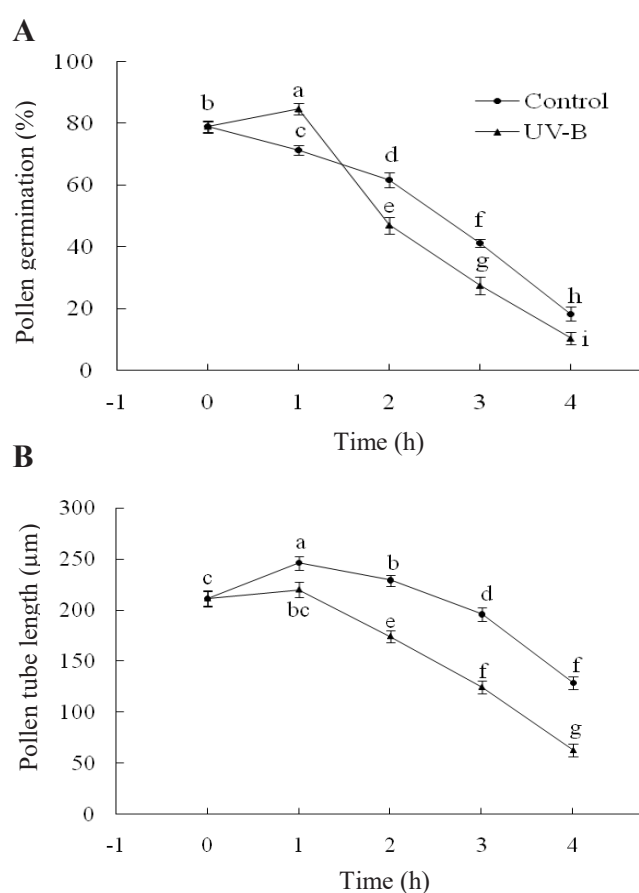 A
100
80
60
40
20
0
Pollen germination (%)
b
a
c
d
e
f
g
h
i
Control
UV-B
-1 0 1 2 3 4
Time (h)
B
300
250
200
150
100
50
0
Pollen tube length (μm)
c
a
bc
b
e
d
f
f
g
-1 0 1 2 3 4
Time (h)